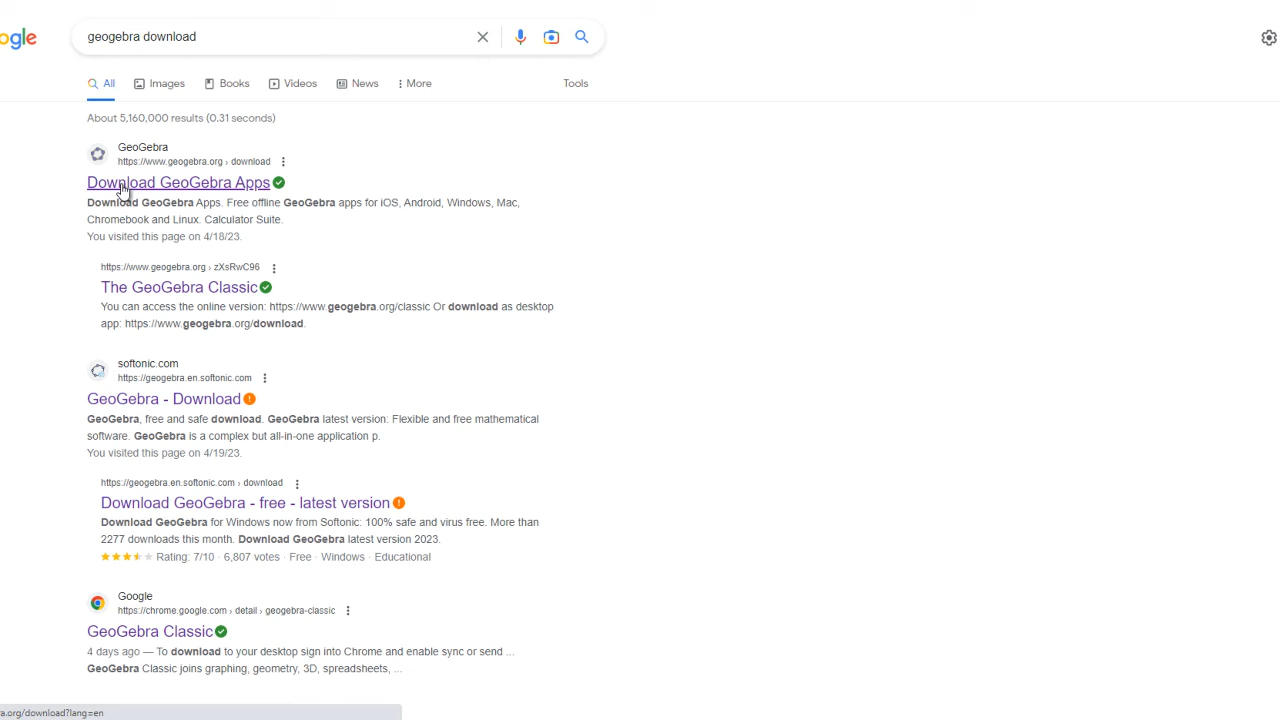 ogle
geogebra download
All Images Books Videos News More Tools
About 5,160,000 results (0.31 seconds)
GeoGebra
https://www.geogebra.org › download
Download GeoGebra Apps
Download GeoGebra Apps. Free offline GeoGebra apps for iOS, Android, Windows, Mac,
Chromebook and Linux. Calculator Suite.
You visited this page on 4/18/23.
https://www.geogebra.org › zXsRwC96
The GeoGebra Classic
You can access the online version: https://www.geogebra.org/classic Or download as desktop
app: https://www.geogebra.org/download.
softonic.com
https://geogebra.en.softonic.com
GeoGebra - Download
GeoGebra, free and safe download. GeoGebra latest version: Flexible and free mathematical
software. GeoGebra is a complex but all-in-one application p.
You visited this page on 4/19/23.
https://geogebra.en.softonic.com › download
Download GeoGebra - free - latest version
Download GeoGebra for Windows now from Softonic: 100% safe and virus free. More than
2277 downloads this month. Download GeoGebra latest version 2023.
Rating: 7/10 · 6,807 votes · Free · Windows · Educational
Google
https://chrome.google.com › detail › geogebra-classic
GeoGebra Classic
4 days ago — To download to your desktop sign into Chrome and enable sync or send ...
GeoGebra Classic joins graphing, geometry, 3D, spreadsheets, ...
ra.org/download?lang=en